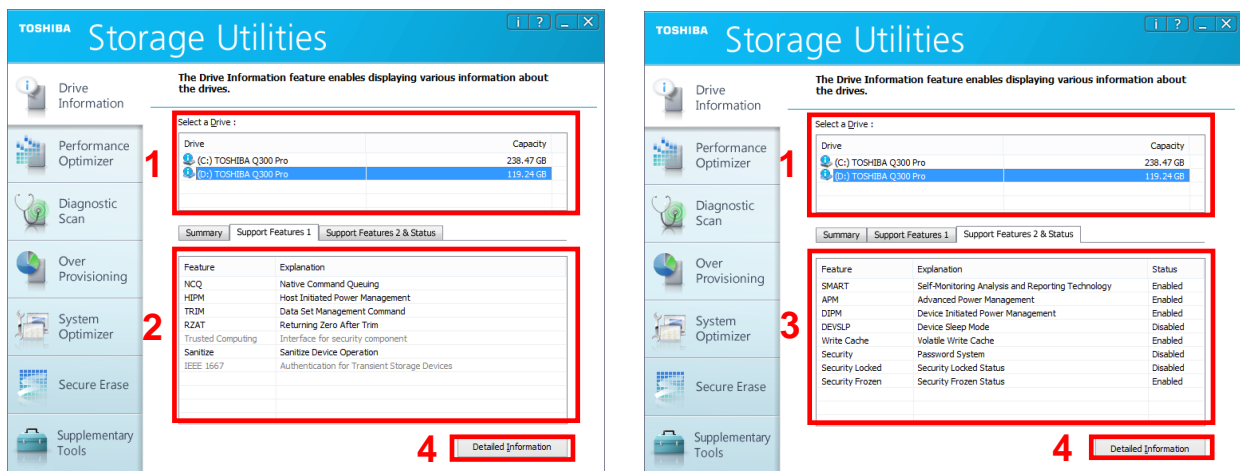 TOSHIBA Storage Utilities
i ? _ X
Drive
Information
Performance
Optimizer
Diagnostic
Scan
Over
Provisioning
System
Optimizer
Secure Erase
Supplementary
Tools
The Drive Information feature enables displaying various information about
the drives.
1
Select a Drive :
Drive Capacity
(C:) TOSHIBA Q300 Pro 238.47 GB
(D:) TOSHIBA Q300 Pro 119.24 GB
Summary Support Features 1 Support Features 2 & Status
2
Feature Explanation
NCQ Native Command Queuing
HIPM Host Initiated Power Management
TRIM Data Set Management Command
RZAT Returning Zero After Trim
Trusted Computing Interface for security component
Sanitize Sanitize Device Operation
IEEE 1667 Authentication for Transient Storage Devices
4 Detailed Information
TOSHIBA Storage Utilities
i ? _ X
Drive
Information
Performance
Optimizer
Diagnostic
Scan
Over
Provisioning
System
Optimizer
Secure Erase
Supplementary
Tools
The Drive Information feature enables displaying various information about
the drives.
1
Select a Drive :
Drive Capacity
(C:) TOSHIBA Q300 Pro 238.47 GB
(D:) TOSHIBA Q300 Pro 119.24 GB
Summary Support Features 1 Support Features 2 & Status
3
Feature Explanation Status
SMART Self-Monitoring Analysis and Reporting Technology Enabled
APM Advanced Power Management Enabled
DIPM Device Initiated Power Management Enabled
DEVSLP Device Sleep Mode Disabled
Write Cache Volatile Write Cache Enabled
Security Password System Disabled
Security Locked Security Locked Status Disabled
Security Frozen Security Frozen Status Enabled
4 Detailed Information